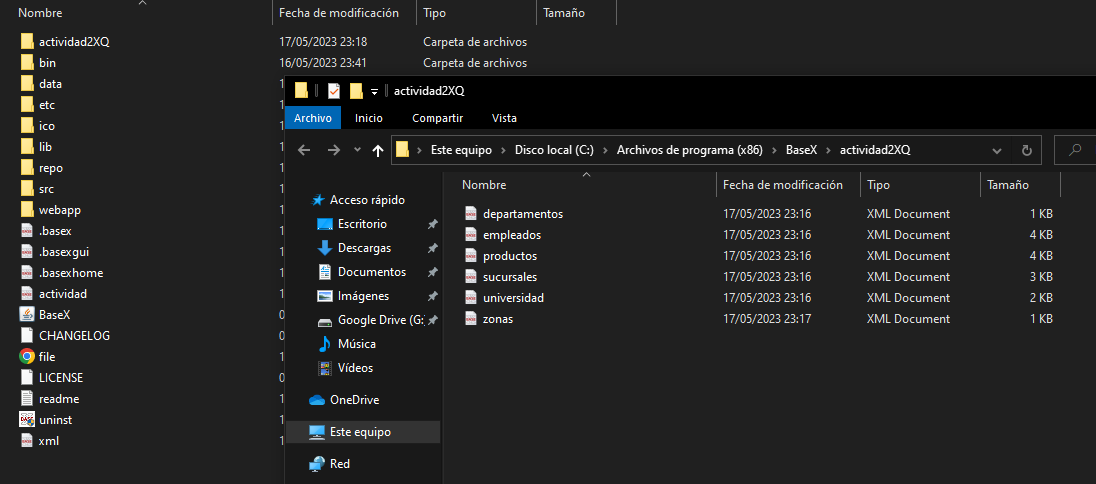 Nombre Fecha de modificación Tipo Tamaño
actividad2XQ 17/05/2023 23:18 Carpeta de archivos
bin 16/05/2023 23:41 Carpeta de archivos
data
etc
ico
lib
repo
src
webapp
.basex
.basexgui
.basexhome
actividad
BaseX
CHANGELOG
file
LICENSE
readme
uninst
xml
actividad2XQ
Archivo Inicio Compartir Vista
Este equipo Disco local (C:) Archivos de programa (x86) BaseX actividad2XQ
Acceso rápido
Escritorio
Descargas
Documentos
Imágenes
Google Drive (G:
Música
Vídeos
OneDrive
Este equipo
Red
Nombre Fecha de modificación Tipo Tamaño
departamentos 17/05/2023 23:16 XML Document 1 KB
empleados 17/05/2023 23:16 XML Document 4 KB
productos 17/05/2023 23:16 XML Document 4 KB
sucursales 17/05/2023 23:16 XML Document 3 KB
universidad 17/05/2023 23:16 XML Document 2 KB
zonas 17/05/2023 23:17 XML Document 1 KB